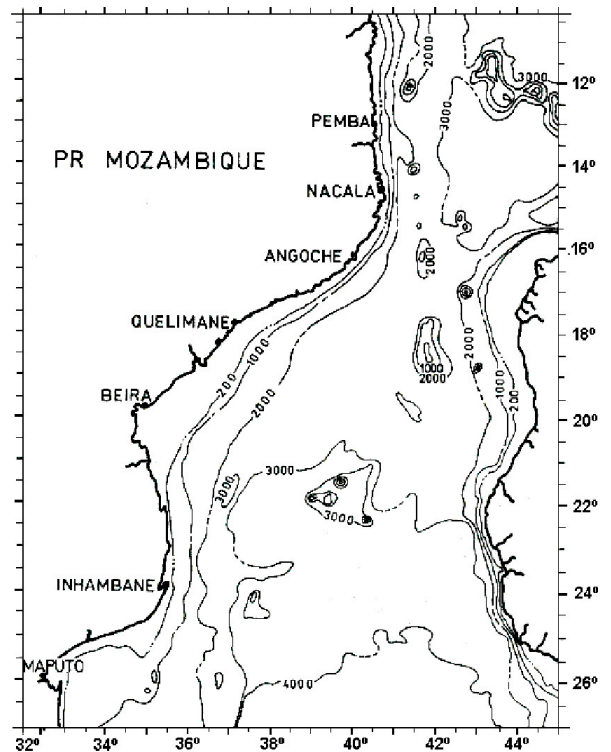 2000
3000
12º
3000
PEMBA
PR MOZAMBIQUE
14º
NACALA
ANGOCHE
2000
16º
QUELIMANE
2000
18º
1000
1000
2000
200
1000
BEIRA
200
2000
20º
3000
3000
3000
22º
INHAMBANE
24º
MAPUTO
4000
26º
32º
34º
36º
38º
40º
42º
44º